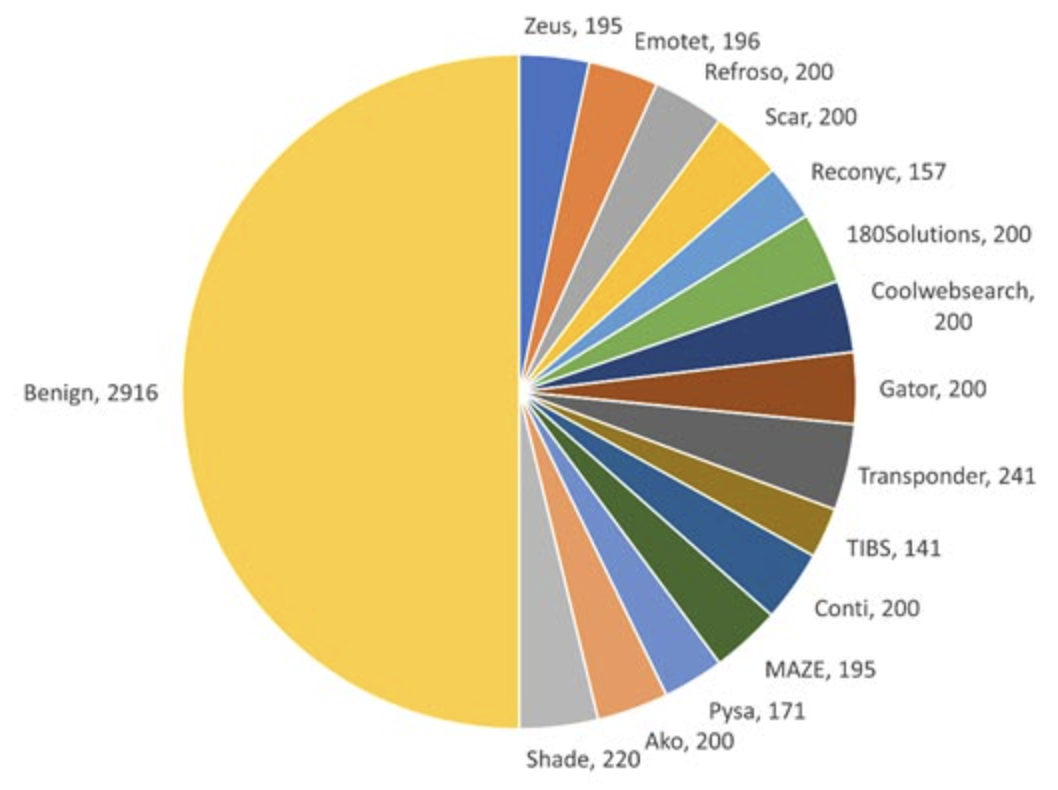 Zeus, 195
Emotet, 196
Refroso, 200
Scar, 200
Reconyc, 157
180Solutions, 200
Coolwebsearch,
200
Gator, 200
Transponder, 241
TIBS, 141
Conti, 200
MAZE, 195
Pysa, 171
Ako, 200
Shade, 220
Benign, 2916